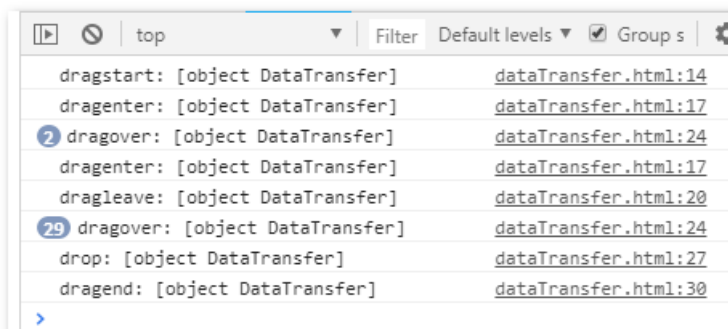 top Filter Default levels Group s
dragstart: [object DataTransfer] dataTransfer.html:14
dragenter: [object DataTransfer] dataTransfer.html:17
2 dragover: [object DataTransfer] dataTransfer.html:24
dragenter: [object DataTransfer] dataTransfer.html:17
dragleave: [object DataTransfer] dataTransfer.html:20
29 dragover: [object DataTransfer] dataTransfer.html:24
drop: [object DataTransfer] dataTransfer.html:27
dragend: [object DataTransfer] dataTransfer.html:30